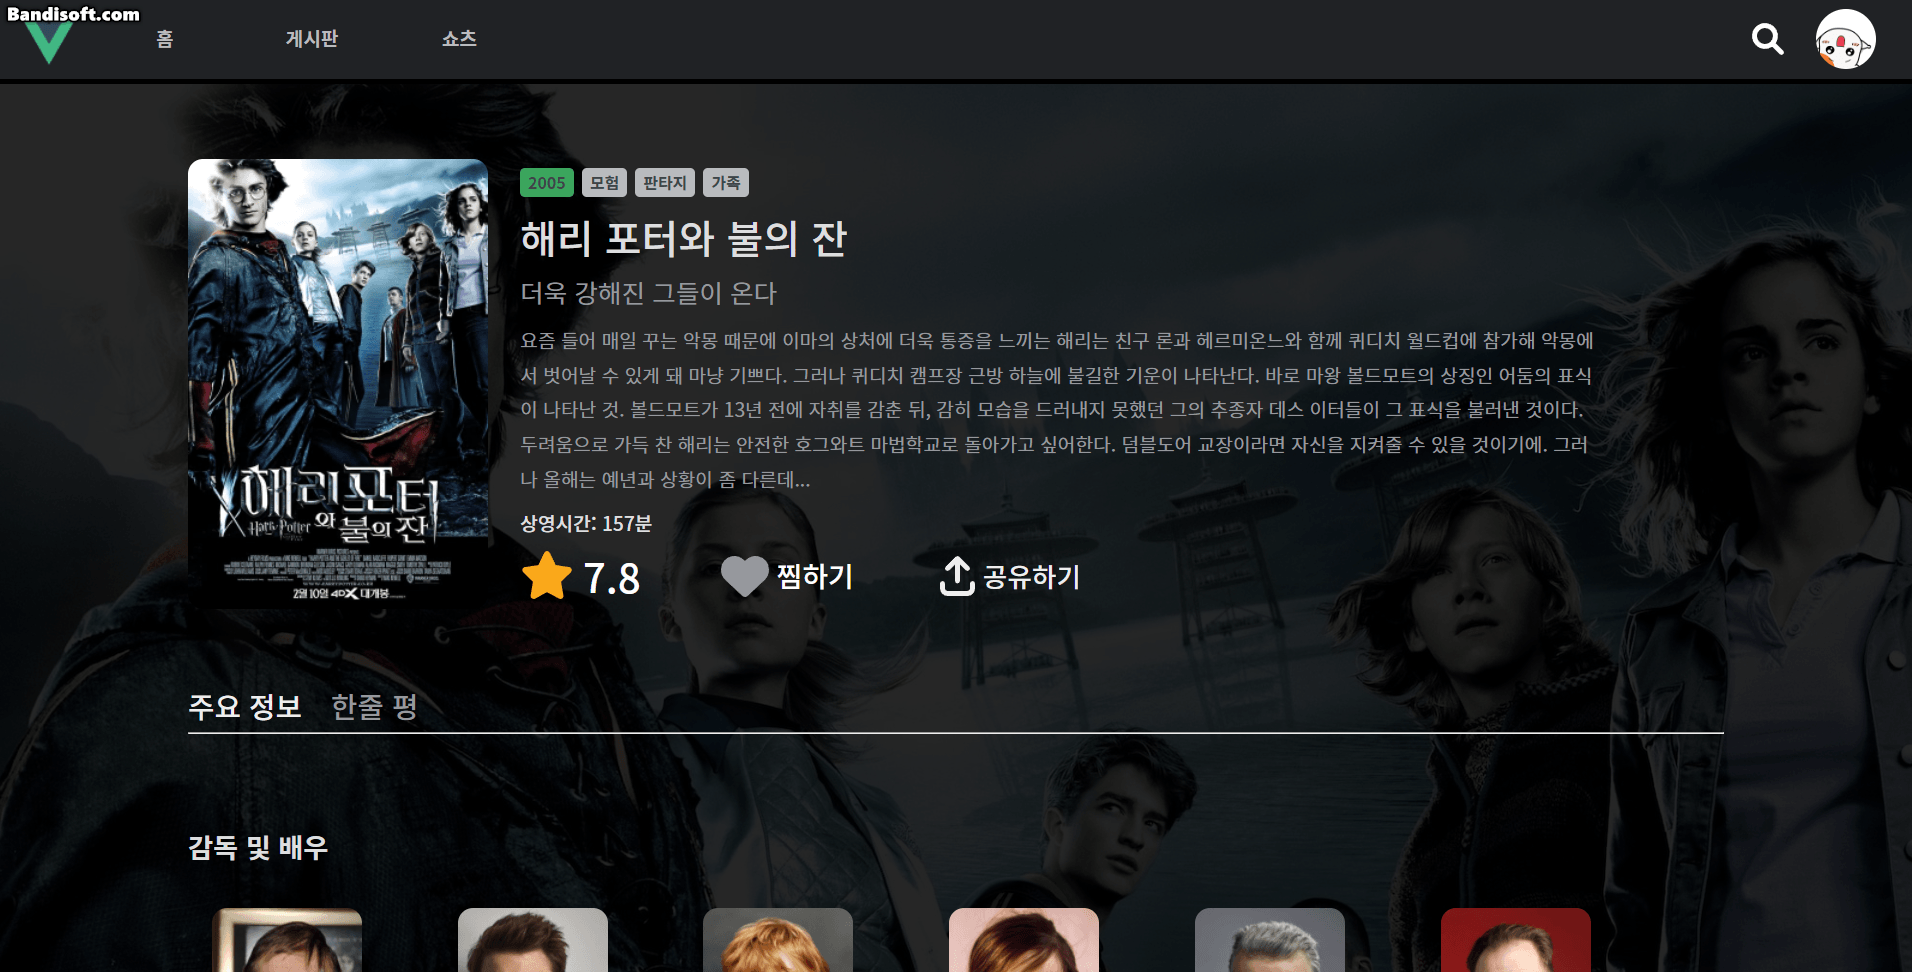 Bandisoft.com
홈
게시판
쇼츠
2005
모험
판타지
가족
해리 포터와 불의 잔
더욱 강해진 그들이 온다
요즘 들어 매일 꾸는 악몽 때문에 이마의 상처에 더욱 통증을 느끼는 해리는 친구 론과 헤르미온느와 함께 퀴디치 월드컵에 참가해 악몽에
서 벗어날 수 있게 돼 마냥 기쁘다. 그러나 퀴디치 캠프장 근방 하늘에 불길한 기운이 나타난다. 바로 마왕 볼드모트의 상징인 어둠의 표식
이 나타난 것. 볼드모트가 13년 전에 자취를 감춘 뒤, 감히 모습을 드러내지 못했던 그의 추종자 데스 이터들이 그 표식을 불러낸 것이다.
두려움으로 가득 찬 해리는 안전한 호그와트 마법학교로 돌아가고 싶어한다. 덤블도어 교장이라면 자신을 지켜줄 수 있을 것이기에. 그러
나 올해는 예년과 상황이 좀 다른데...
상영시간: 157분
7.8
찜하기
공유하기
해리포터
Harry Potter
와 불의 잔
2월 10일 4DX 대개봉
주요 정보
한줄 평
감독 및 배우